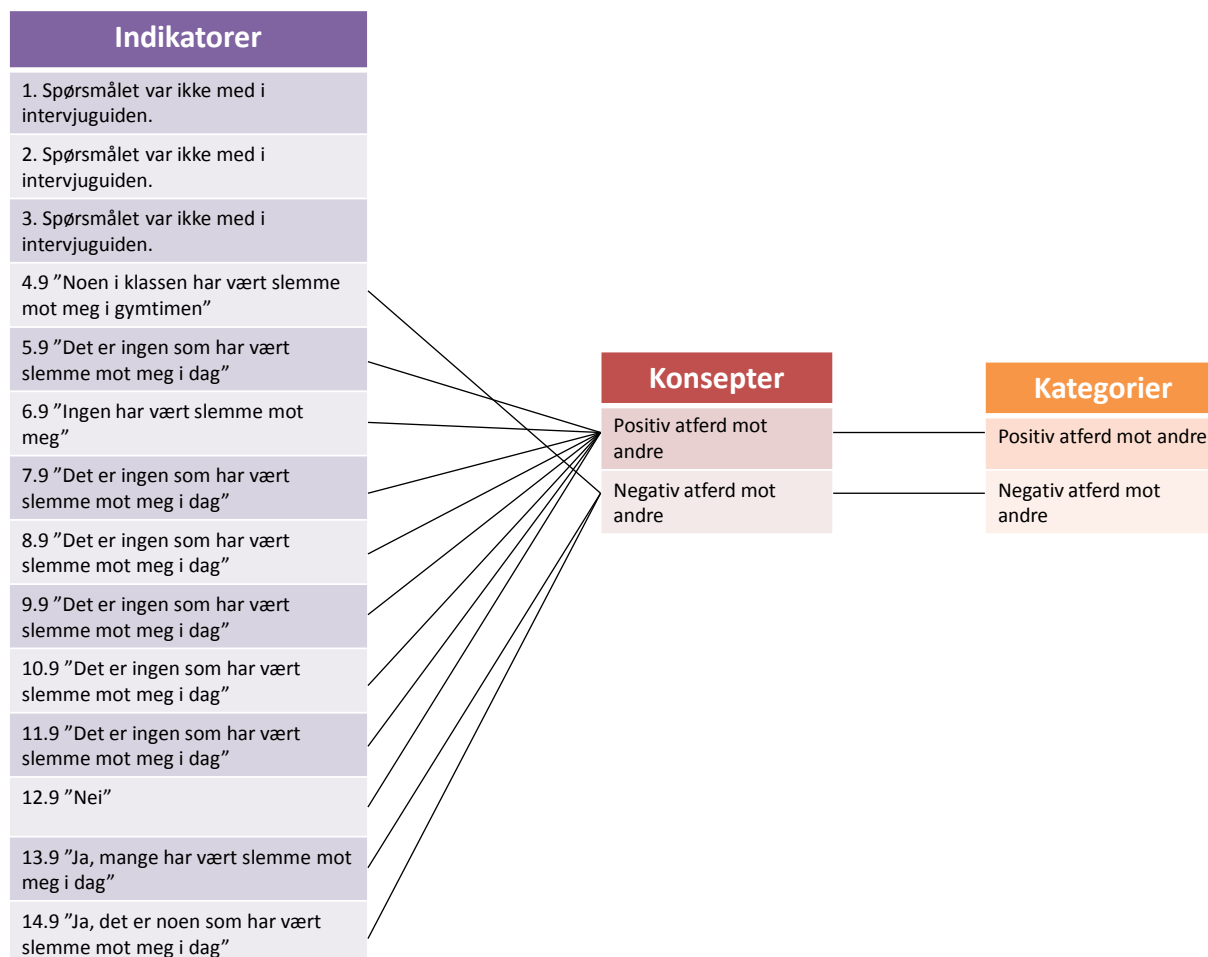 Indikatorer
1. Spørsmålet var ikke med i
intervjuguiden.
2. Spørsmålet var ikke med i
intervjuguiden.
3. Spørsmålet var ikke med i
intervjuguiden.
4.9 ”Noen i klassen har vært slemme
mot meg i gymtimen”
5.9 ”Det er ingen som har vært
slemme mot meg i dag”
6.9 ”Ingen har vært slemme mot
meg”
7.9 ”Det er ingen som har vært
slemme mot meg i dag”
8.9 ”Det er ingen som har vært
slemme mot meg i dag”
9.9 ”Det er ingen som har vært
slemme mot meg i dag”
10.9 ”Det er ingen som har vært
slemme mot meg i dag”
11.9 ”Det er ingen som har vært
slemme mot meg i dag”
12.9 ”Nei”
13.9 ”Ja, mange har vært slemme mot
meg i dag”
14.9 ”Ja, det er noen som har vært
slemme mot meg i dag”
Konsepter
Positiv atferd mot
andre
Negativ atferd mot
andre
Kategorier
Positiv atferd mot andre
Negativ atferd mot
andre